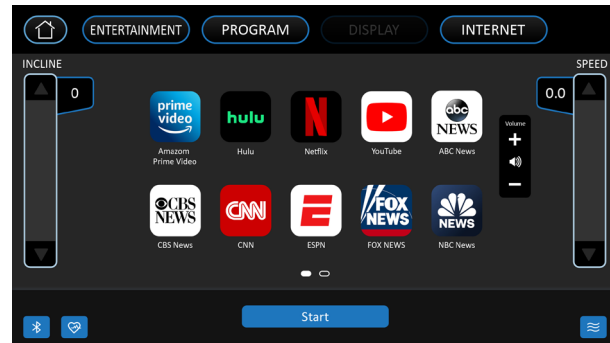 ENTERTAINMENT
PROGRAM
DISPLAY
INTERNET
INCLINE
SPEED
0
0.0
prime
video
hulu
N
abc
NEWS
Volume
+
−
Amazom
Prime Video
Hulu
Netflix
YouTube
ABC News
CBS
NEWS
CNN
E
FOX
NEWS
NEWS
CBS News
CNN
ESPN
FOX NEWS
NBC News
Start